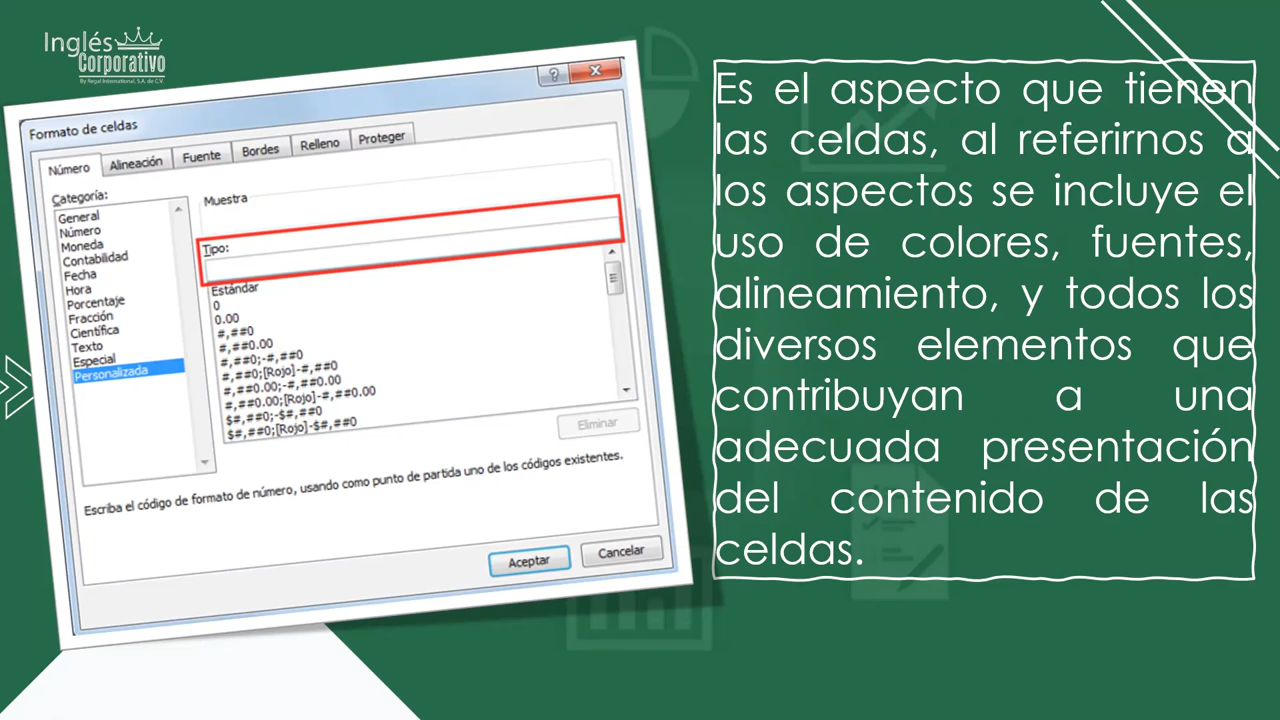 Inglés
Corporativo
By Regal International, S.A. de C.V.
Formato de celdas
?
X
Número
Alineación
Fuente
Bordes
Relleno
Proteger
Categoría:
General
Número
Moneda
Contabilidad
Fecha
Hora
Porcentaje
Fracción
Científica
Texto
Especial
Personalizada
Muestra
Tipo:
Estándar
0
0.00
#,##0
#,##0.00
#,##0;-#,##0
#,##0;[Rojo]-#,##0
#,##0.00;-#,##0.00
#,##0.00;[Rojo]-#,##0.00
$#,##0;-$#,##0
$#,##0;[Rojo]-$#,##0
Eliminar
Escriba el código de formato de número, usando como punto de partida uno de los códigos existentes.
Aceptar
Cancelar
Es el aspecto que tienen
las celdas, al referirnos a
los aspectos se incluye el
uso de colores, fuentes,
alineamiento, y todos los
diversos elementos que
contribuyan a una
adecuada presentación
del contenido de las
celdas.